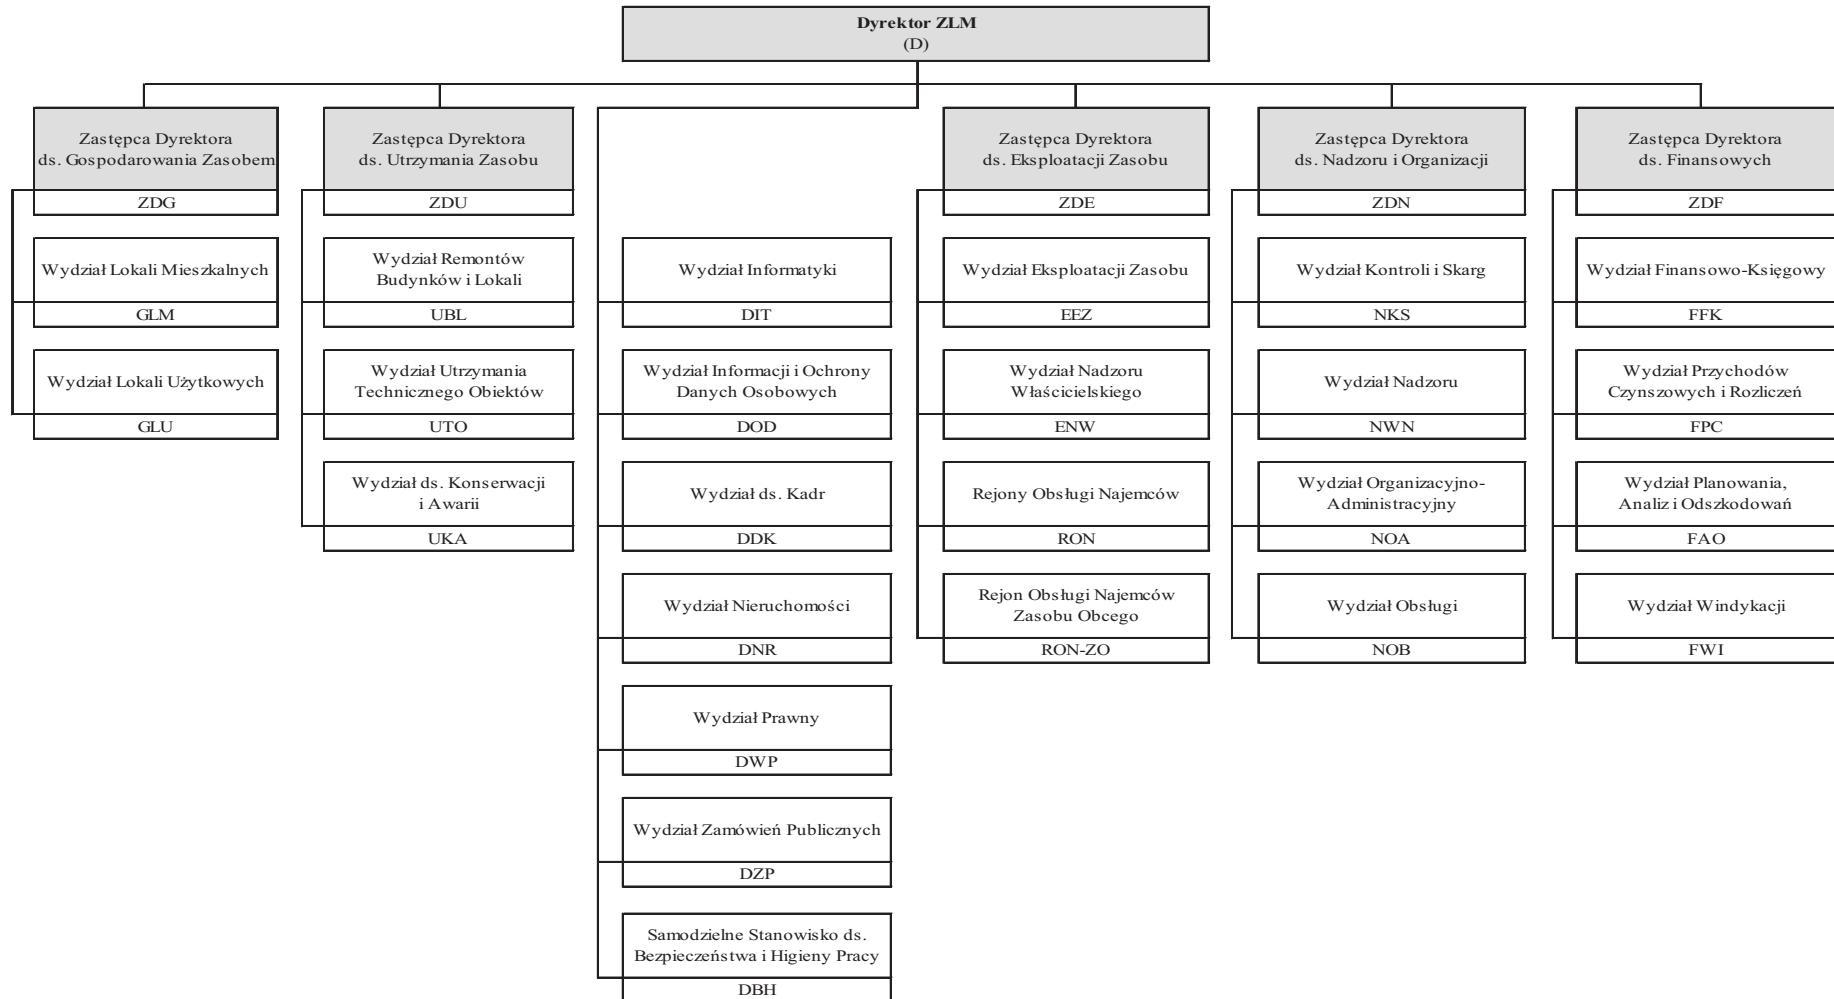 Dyrektor ZLM
(D)
Zastępca Dyrektora
ds. Gospodarowania Zasobem
ZDG
Wydział Lokali Mieszkalnych
GLM
Wydział Lokali Użytkowych
GLU
Zastępca Dyrektora
ds. Utrzymania Zasobu
ZDU
Wydział Remontów
Budynków i Lokali
UBL
Wydział Utrzymania
Technicznego Obiektów
UTO
Wydział ds. Konserwacji
i Awarii
UKA
Wydział Informatyki
DIT
Wydział Informacji i Ochrony
Danych Osobowych
DOD
Wydział ds. Kadr
DDK
Wydział Nieruchomości
DNR
Wydział Prawny
DWP
Wydział Zamówień Publicznych
DZP
Samodzielne Stanowisko ds.
Bezpieczeństwa i Higieny Pracy
DBH
Zastępca Dyrektora
ds. Eksploatacji Zasobu
ZDE
Wydział Eksploatacji Zasobu
EEZ
Wydział Nadzoru
Właścicielskiego
ENW
Rejony Obsługi Najemców
RON
Rejon Obsługi Najemców
Zasobu Obcego
RON-ZO
Zastępca Dyrektora
ds. Nadzoru i Organizacji
ZDN
Wydział Kontroli i Skarg
NKS
Wydział Nadzoru
NWN
Wydział Organizacyjno-
Administracyjny
NOA
Wydział Obsługi
NOB
Zastępca Dyrektora
ds. Finansowych
ZDF
Wydział Finansowo-Księgowy
FFK
Wydział Przychodów
Czynszowych i Rozliczeń
FPC
Wydział Planowania,
Analiz i Odszkodowań
FAO
Wydział Windykacji
FWI